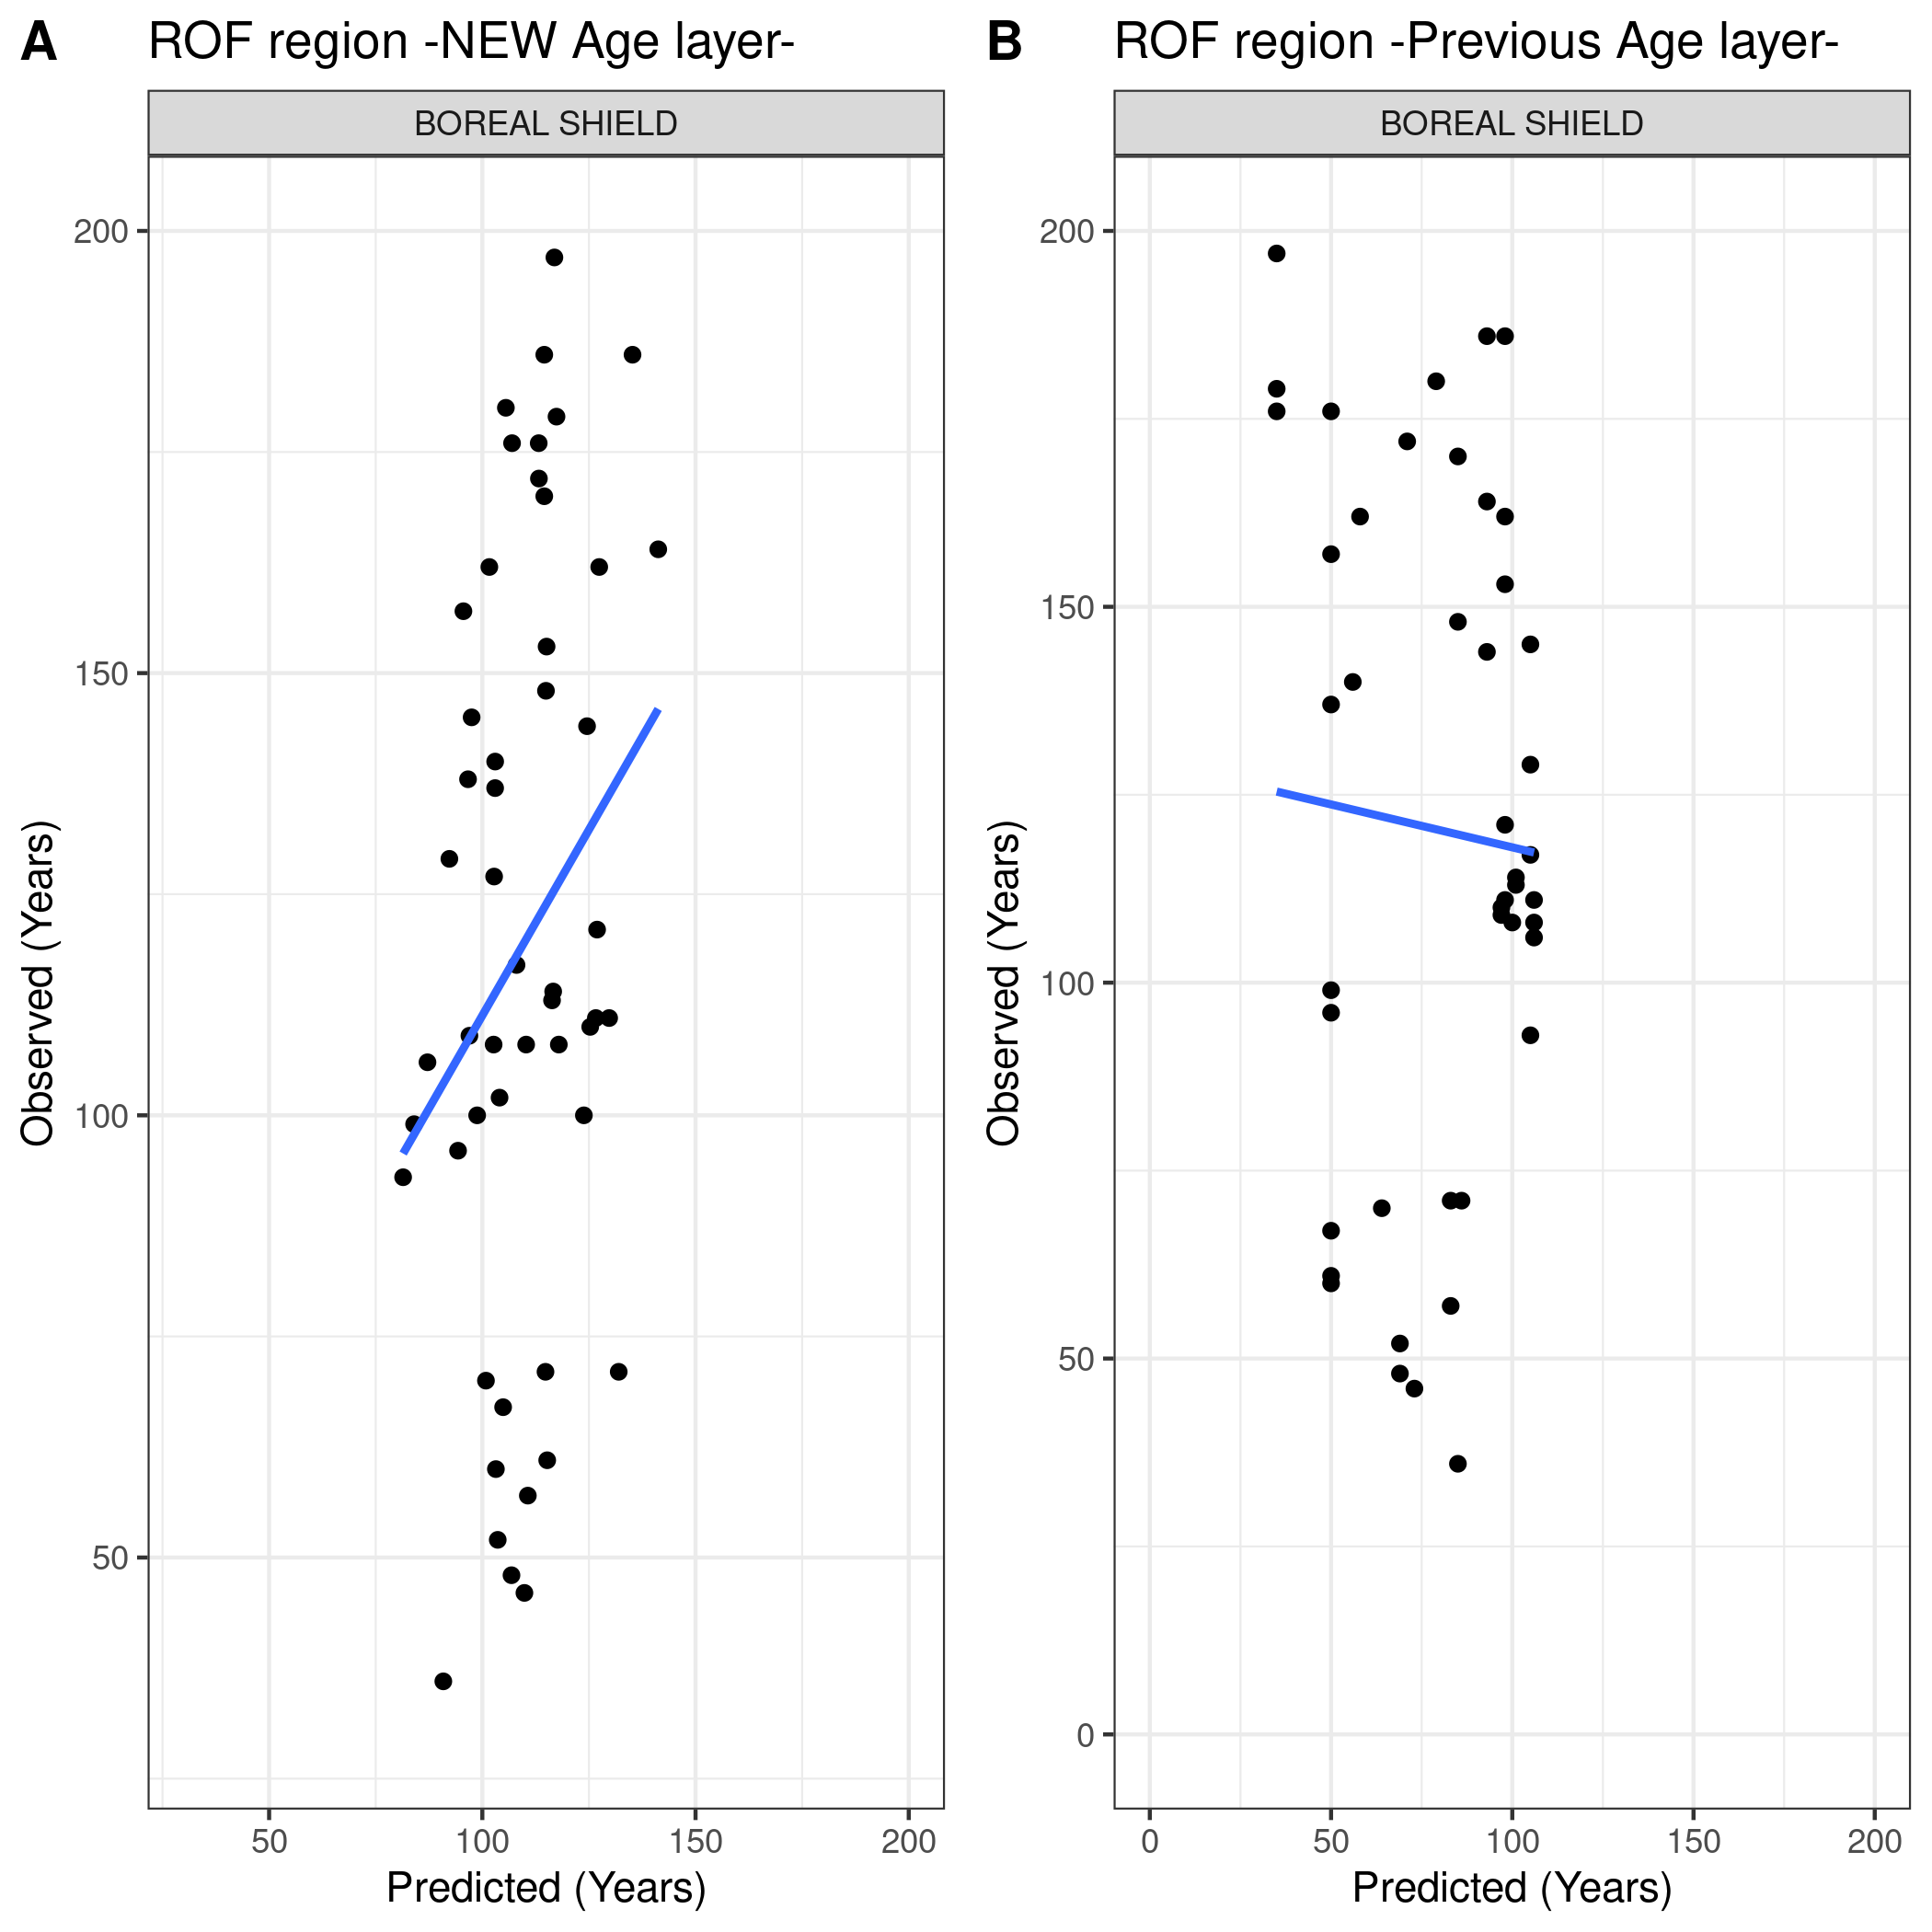 A ROF region -NEW Age layer-
BOREAL SHIELD
200
150
100
50
Observed (Years)
50 100 150 200
Predicted (Years)
B ROF region -Previous Age layer-
BOREAL SHIELD
200
150
100
50
0
Observed (Years)
0 50 100 150 200
Predicted (Years)